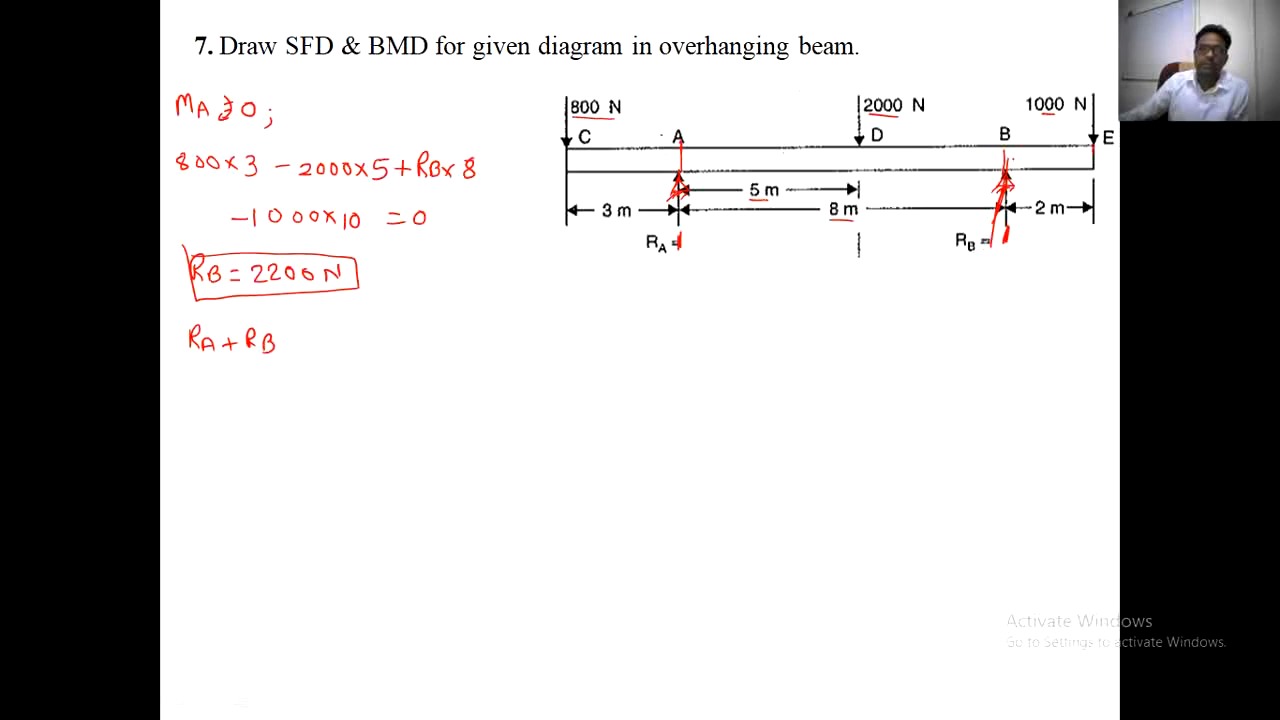 7. Draw SFD & BMD for given diagram in overhanging beam.
MA = 0 ;
800×3 - 2000×5 + RB×8
-1000×10 = 0
RB = 2200 N
RA + RB
800 N
2000 N
1000 N
C
A
D
B
E
5 m
3 m
8 m
2 m
RA =
RB =
Activate Windows
Go to Settings to activate Windows.